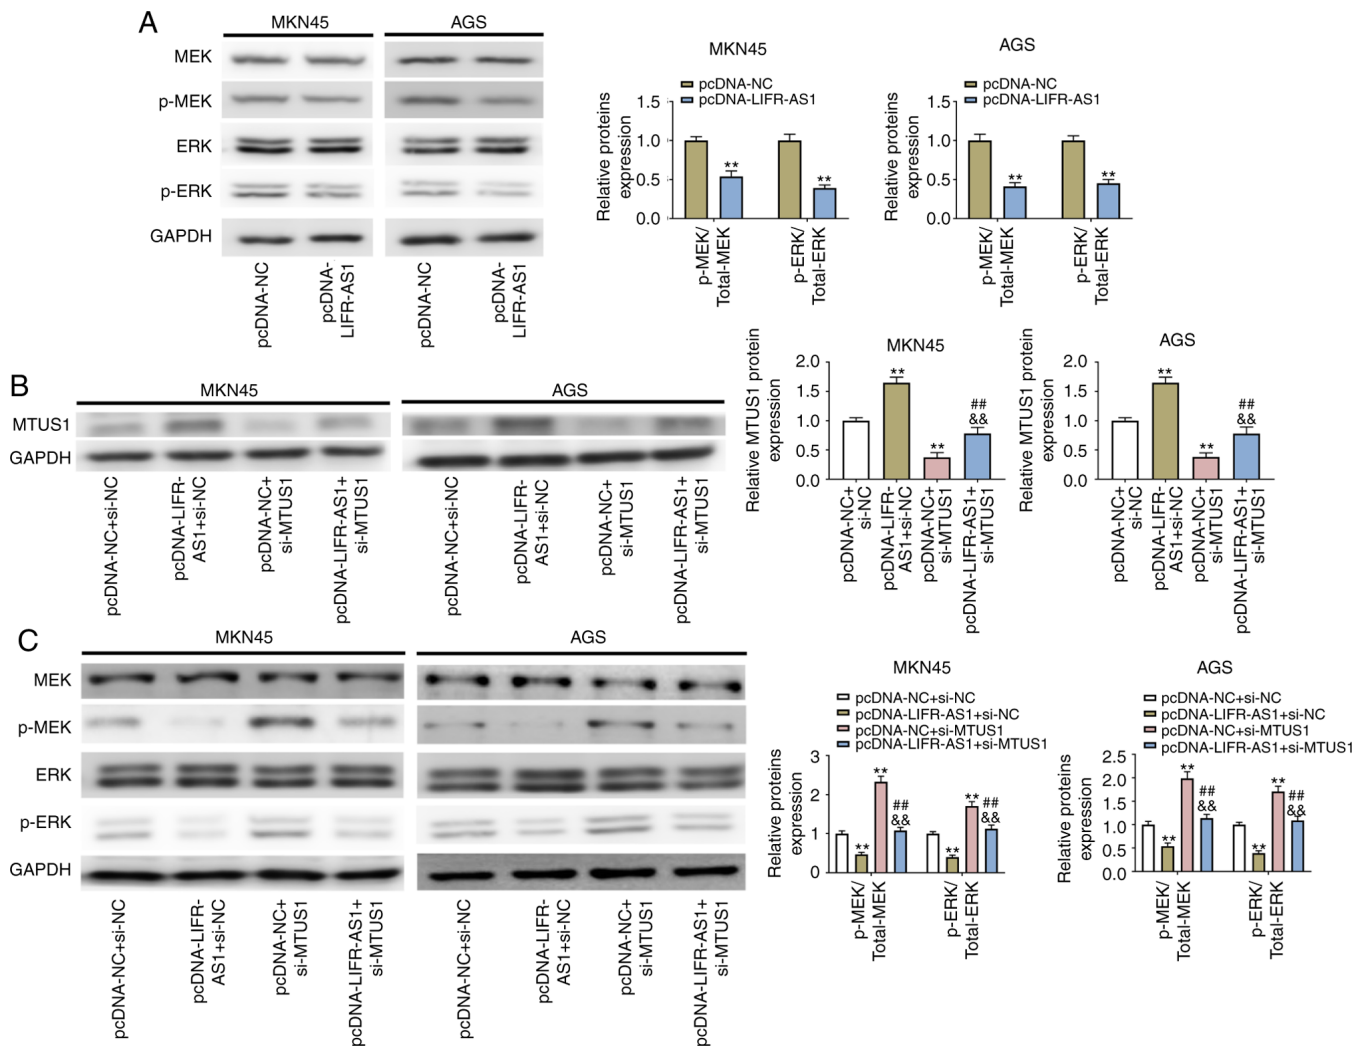 A
MKN45
AGS
MEK
p-MEK
ERK
p-ERK
GAPDH
pcDNA-NC
pcDNA-
LIFR-AS1
pcDNA-NC
pcDNA-
LIFR-AS1
MKN45
pcDNA-NC
pcDNA-LIFR-AS1
Relative proteins
expression
1.5
1.0
0.5
0.0
**
**
p-MEK/
Total-MEK
p-ERK/
Total-ERK
AGS
pcDNA-NC
pcDNA-LIFR-AS1
Relative proteins
expression
1.5
1.0
0.5
0.0
**
**
p-MEK/
Total-MEK
p-ERK/
Total-ERK
B
MKN45
AGS
MTUS1
GAPDH
pcDNA-NC+si-NC
pcDNA-LIFR-
AS1+si-NC
pcDNA-NC+
si-MTUS1
pcDNA-LIFR-AS1+
si-MTUS1
pcDNA-NC+si-NC
pcDNA-LIFR-
AS1+si-NC
pcDNA-NC+
si-MTUS1
pcDNA-LIFR-AS1+
si-MTUS1
MKN45
Relative MTUS1 protein
expression
2.0
1.5
1.0
0.5
0.0
**
**
##
&&
pcDNA-NC+
si-NC
pcDNA-LIFR-
AS1+si-NC
pcDNA-NC+
si-MTUS1
pcDNA-LIFR-AS1+
si-MTUS1
AGS
Relative MTUS1 protein
expression
2.0
1.5
1.0
0.5
0.0
**
**
##
&&
pcDNA-NC+
si-NC
pcDNA-LIFR-
AS1+si-NC
pcDNA-NC+
si-MTUS1
pcDNA-LIFR-AS1+
si-MTUS1
C
MKN45
AGS
MEK
p-MEK
ERK
p-ERK
GAPDH
pcDNA-NC+si-NC
pcDNA-LIFR-
AS1+si-NC
pcDNA-NC+
si-MTUS1
pcDNA-LIFR-AS1+
si-MTUS1
pcDNA-NC+si-NC
pcDNA-LIFR-
AS1+si-NC
pcDNA-NC+
si-MTUS1
pcDNA-LIFR-AS1+
si-MTUS1
MKN45
pcDNA-NC+si-NC
pcDNA-LIFR-AS1+si-NC
pcDNA-NC+si-MTUS1
pcDNA-LIFR-AS1+si-MTUS1
Relative proteins
expression
3
2
1
0
**
**
##
&&
**
**
##
&&
p-MEK/
Total-MEK
p-ERK/
Total-ERK
AGS
pcDNA-NC+si-NC
pcDNA-LIFR-AS1+si-NC
pcDNA-NC+si-MTUS1
pcDNA-LIFR-AS1+si-MTUS1
Relative proteins
expression
2.5
2.0
1.5
1.0
0.5
0.0
**
**
##
&&
**
**
##
&&
p-MEK/
Total-MEK
p-ERK/
Total-ERK